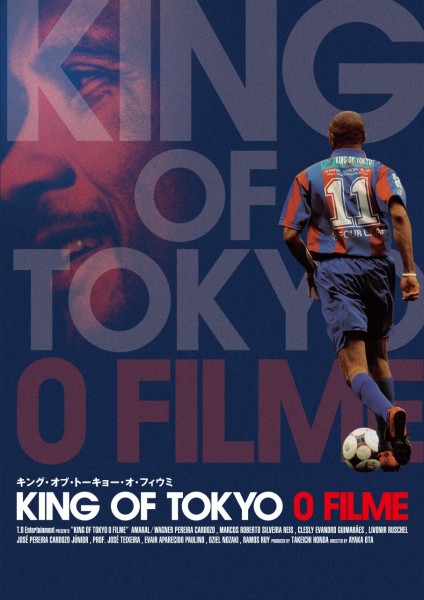 KING
OF
TOKYO
O FILME
KING OF TOKYO
11
キング・オブ・トーキョー・オ・フィウミ
KING OF TOKYO O FILME
T.O Entertainment PRESENTS "KING OF TOKYO O FILME" AMARAL / WAGNER PEREIRA CARDOZO , MARCOS ROBERTO SILVEIRA REIS , CLESLY EVANDRO GUIMARÃES , LIVONIR RUSCHEL
JOSÉ PEREIRA CARDOZO JÚNIOR , PROF. JOSÉ TEIXEIRA , EVAIR APARECIDO PAULINO , OZIEL NOZAKI , RAMOS RUY PRODUCED BY TAKEICHI HONDA DIRECTED BY AYAKA OTA